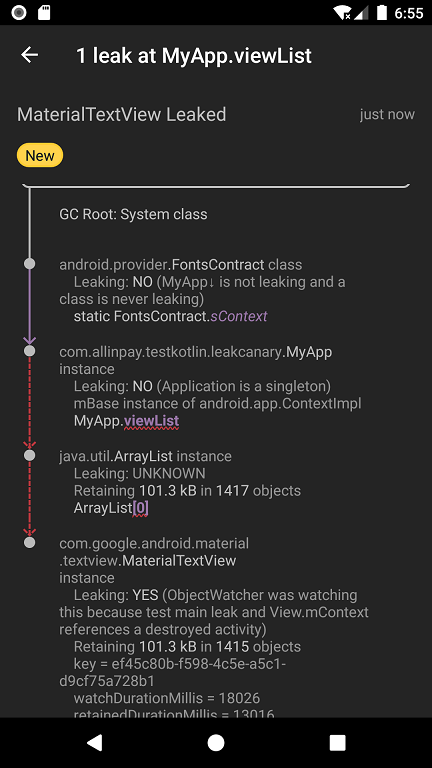 6:55
1 leak at MyApp.viewList
MaterialTextView Leaked
just now
New
GC Root: System class
android.provider.FontsContract class
Leaking: NO (MyApp↓ is not leaking and a
class is never leaking)
static FontsContract.sContext
com.allinpay.testkotlin.leakcanary.MyApp
instance
Leaking: NO (Application is a singleton)
mBase instance of android.app.ContextImpl
MyApp.viewList
java.util.ArrayList instance
Leaking: UNKNOWN
Retaining 101.3 kB in 1417 objects
ArrayList[0]
com.google.android.material
.textview.MaterialTextView
instance
Leaking: YES (ObjectWatcher was watching
this because test main leak and View.mContext
references a destroyed activity)
Retaining 101.3 kB in 1415 objects
key = ef45c80b-f598-4c5e-a5c1-
d9cf75a728b1
watchDurationMillis = 18026
retainedDurationMillis = 13016